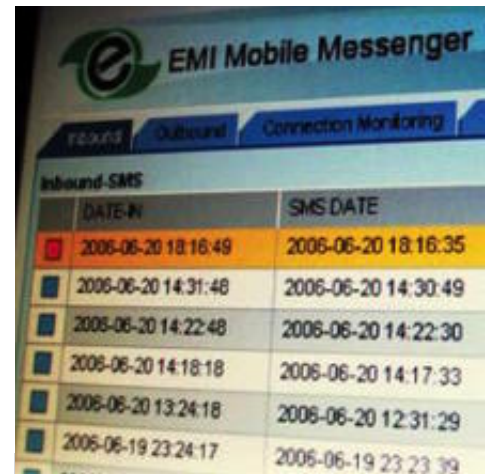 EMI Mobile Messenger
Inbound Outbound Connection Monitoring
Inbound-SMS
DATE-IN SMS DATE
2006-06-20 18:16:49 2006-06-20 18:16:35
2006-06-20 14:31:48 2006-06-20 14:30:49
2006-06-20 14:22:48 2006-06-20 14:22:30
2006-06-20 14:18:18 2006-06-20 14:17:33
2006-06-20 13:24:18 2006-06-20 12:31:29
2006-06-19 23:24:17 2006-06-19 23:23:39